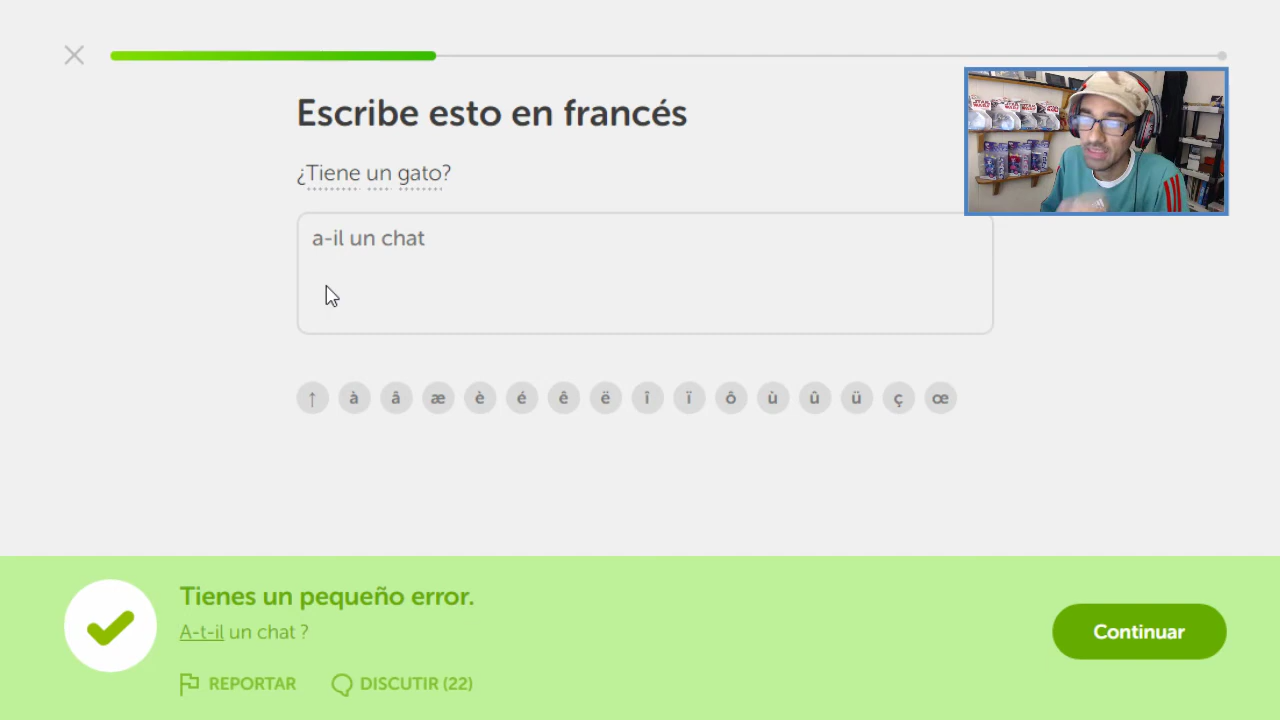 Escribe esto en francés
¿Tiene un gato?
a-il un chat
↑ à â æ è é ê ë î ï ô ù û ü ç œ
Tienes un pequeño error.
A-t-il un chat ?
Continuar
REPORTAR DISCUTIR (22)